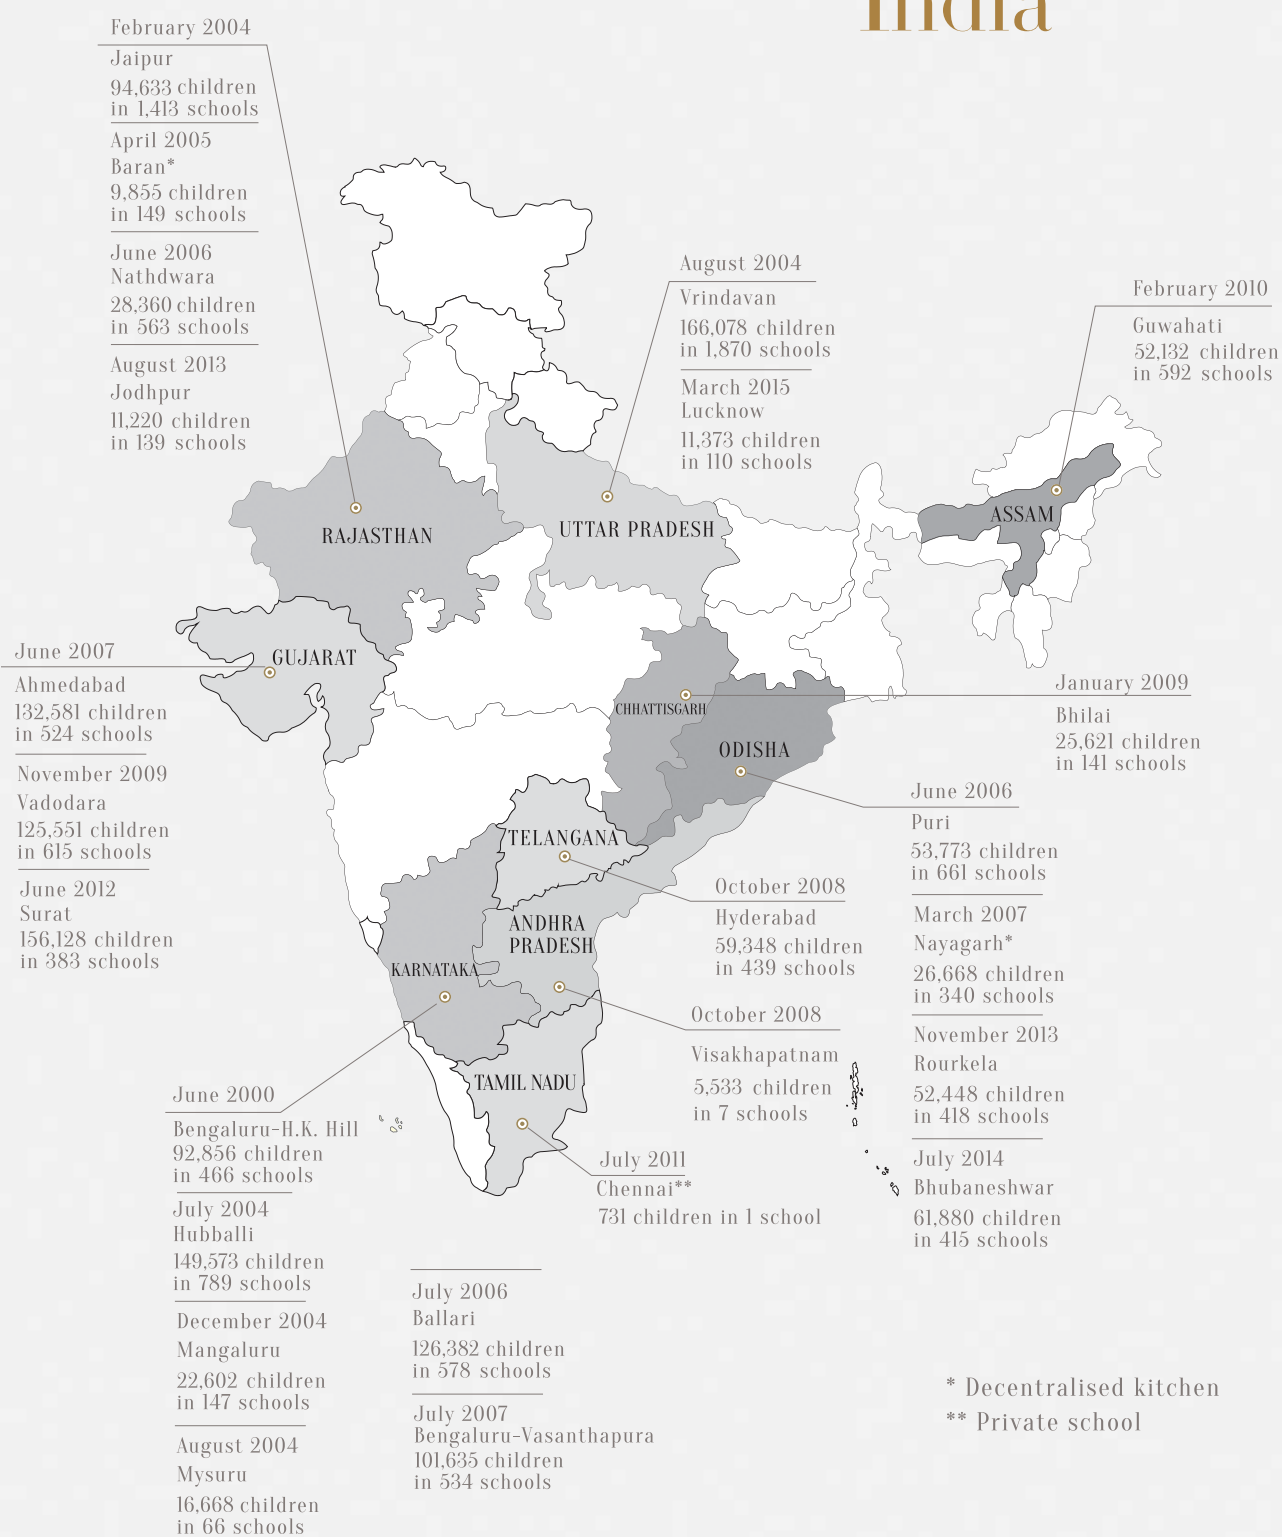 India
February 2004
Jaipur
94,633 children
in 1,413 schools
April 2005
Baran*
9,855 children
in 149 schools
June 2006
Nathdwara
28,360 children
in 563 schools
August 2013
Jodhpur
11,220 children
in 139 schools
August 2004
Vrindavan
166,078 children
in 1,870 schools
March 2015
Lucknow
11,373 children
in 110 schools
February 2010
Guwahati
52,132 children
in 592 schools
RAJASTHAN
UTTAR PRADESH
ASSAM
GUJARAT
CHHATTISGARH
ODISHA
TELANGANA
ANDHRA
PRADESH
KARNATAKA
TAMIL NADU
June 2007
Ahmedabad
132,581 children
in 524 schools
November 2009
Vadodara
125,551 children
in 615 schools
June 2012
Surat
156,128 children
in 383 schools
January 2009
Bhilai
25,621 children
in 141 schools
June 2006
Puri
53,773 children
in 661 schools
March 2007
Nayagarh*
26,668 children
in 340 schools
November 2013
Rourkela
52,448 children
in 418 schools
July 2014
Bhubaneshwar
61,880 children
in 415 schools
October 2008
Hyderabad
59,348 children
in 439 schools
October 2008
Visakhapatnam
5,533 children
in 7 schools
July 2011
Chennai**
731 children in 1 school
June 2000
Bengaluru-H.K. Hill
92,856 children
in 466 schools
July 2004
Hubballi
149,573 children
in 789 schools
December 2004
Mangaluru
22,602 children
in 147 schools
August 2004
Mysuru
16,668 children
in 66 schools
July 2006
Ballari
126,382 children
in 578 schools
July 2007
Bengaluru-Vasanthapura
101,635 children
in 534 schools
* Decentralised kitchen
** Private school